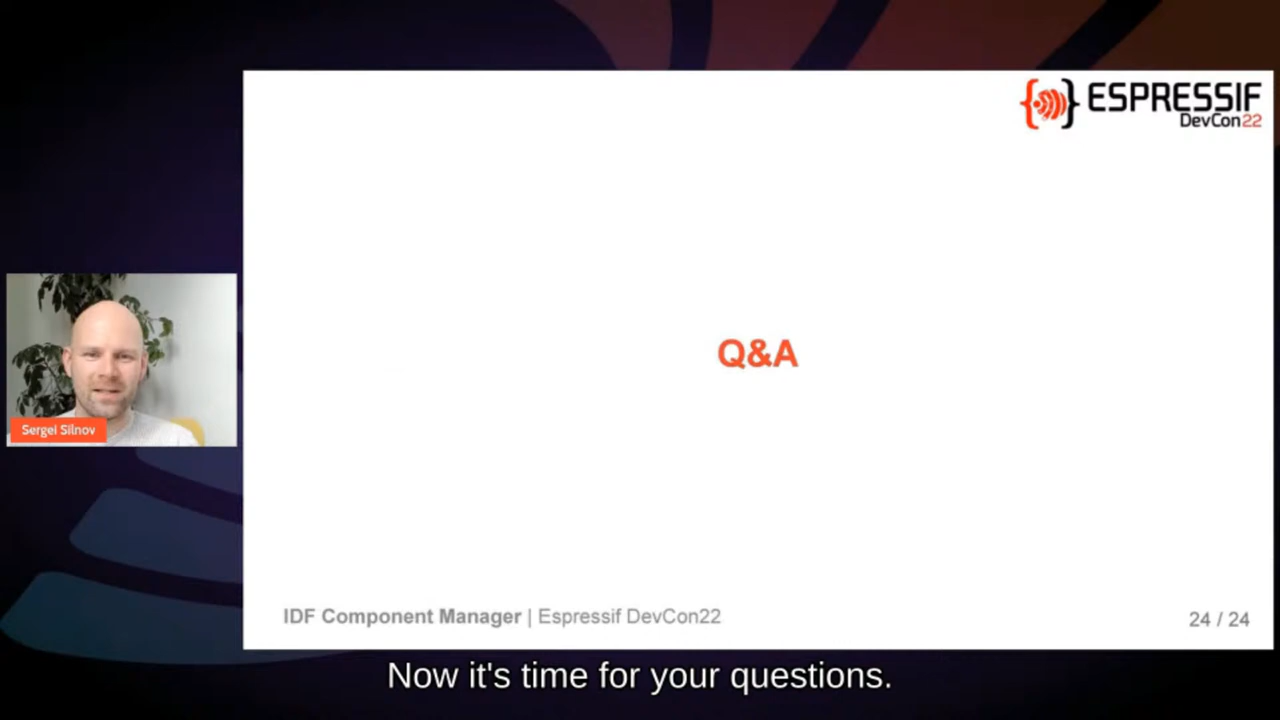 ESPRESSIF
DevCon22
Q&A
Sergei Silnov
IDF Component Manager | Espressif DevCon22
24 / 24
Now it's time for your questions.